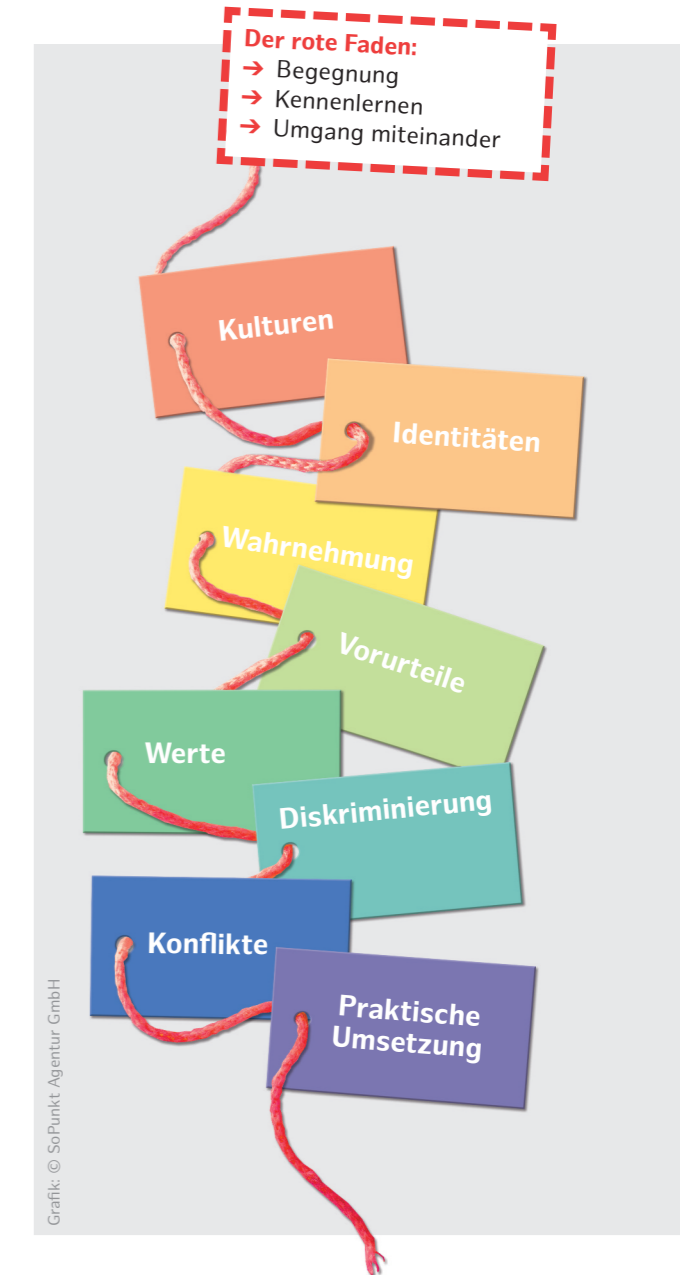 Der rote Faden:
➔ Begegnung
➔ Kennenlernen
➔ Umgang miteinander
Kulturen
Identitäten
Wahrnehmung
Vorurteile
Werte
Diskriminierung
Konflikte
Praktische
Umsetzung
Grafik: © SoPunkt Agentur GmbH